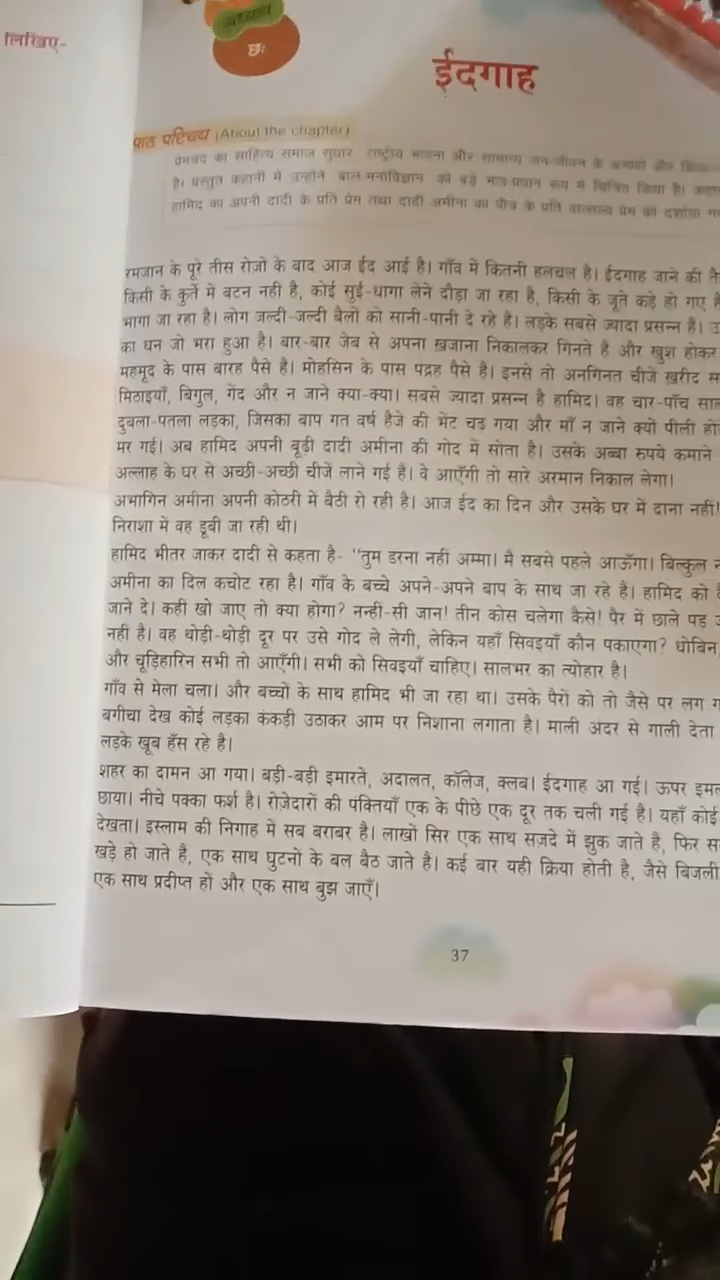 लिखिए-
अध्याय
छः
ईदगाह
पाठ परिचय (About the chapter)
प्रेमचंद का साहित्य समाज सुधार राष्ट्रीय भावना और सामान्य जन-जीवन के अभावों और
है। प्रस्तुत कहानी में उन्होंने बाल-मनोविज्ञान को बड़े भाव-प्रधान रूप में चित्रित किया है।
हामिद का अपनी दादी के प्रति प्रेम तथा दादी अमीना का पौत्र के प्रति वात्सल्य प्रेम को दर्शाया
रमजान के पूरे तीस रोज़ों के बाद आज ईद आई है। गाँव में कितनी हलचल है। ईदगाह जाने की
किसी के कुर्ते में बटन नहीं है, कोई सुई-धागा लेने दौड़ा जा रहा है, किसी के जूते कड़े हो गए
भागा जा रहा है। लोग जल्दी-जल्दी बैलों को सानी-पानी दे रहे हैं। लड़के सबसे ज्यादा प्रसन्न हैं।
का धन जो भरा हुआ है। बार-बार जेब से अपना ख़जाना निकालकर गिनते है और खुश होकर
महमूद के पास बारह पैसे है। मोहसिन के पास पंद्रह पैसे है। इनसे तो अनगिनत चीजें ख़रीद
मिठाइयाँ, बिगुल, गेंद और न जाने क्या-क्या। सबसे ज्यादा प्रसन्न है हामिद। वह चार-पाँच
दुबला-पतला लड़का, जिसका बाप गत वर्ष हैजे की भेंट चढ गया और माँ न जाने क्यों पीली
मर गई। अब हामिद अपनी बूढ़ी दादी अमीना की गोद में सोता है। उसके अब्बा रुपये कमाने
अल्लाह के घर से अच्छी-अच्छी चीजें लाने गई है। वे आएँगी तो सारे अरमान निकाल लेगा।
अभागिन अमीना अपनी कोठरी में बैठी रो रही है। आज ईद का दिन और उसके घर में दाना नहीं!
निराशा में वह डूबी जा रही थी।
हामिद भीतर जाकर दादी से कहता है- "तुम डरना नहीं अम्मा। मै सबसे पहले आऊँगा। बिल्कुल
अमीना का दिल कचोट रहा है। गाँव के बच्चे अपने-अपने बाप के साथ जा रहे है। हामिद को
जाने दे। कही खो जाए तो क्या होगा? नन्हीं-सी जान! तीन कोस चलेगा कैसे! पैर में छाले पड
नही है। वह थोड़ी-थोड़ी दूर पर उसे गोद ले लेगी, लेकिन यहाँ सिवइयाँ कौन पकाएगा? धोबिन
और चूड़िहारिन सभी तो आएँगी। सभी को सिवइयाँ चाहिए। सालभर का त्योहार है।
गाँव से मेला चला। और बच्चों के साथ हामिद भी जा रहा था। उसके पैरों को तो जैसे पर लग
बगीचा देख कोई लड़का कंकड़ी उठाकर आम पर निशाना लगाता है। माली अंदर से गाली देता
लड़के खूब हँस रहे है।
शहर का दामन आ गया। बड़ी-बड़ी इमारतें, अदालत, कॉलेज, क्लब। ईदगाह आ गई। ऊपर
छाया। नीचे पक्का फर्श है। रोज़ेदारों की पंक्तियाँ एक के पीछे एक दूर तक चली गई है। यहाँ कोई
देखता। इस्लाम की निगाह में सब बराबर है। लाखों सिर एक साथ सज़दे में झुक जाते है, फिर
खड़े हो जाते है, एक साथ घुटनों के बल बैठ जाते है। कई बार यही क्रिया होती है, जैसे बिजली
एक साथ प्रदीप्त हों और एक साथ बुझ जाएँ।
37